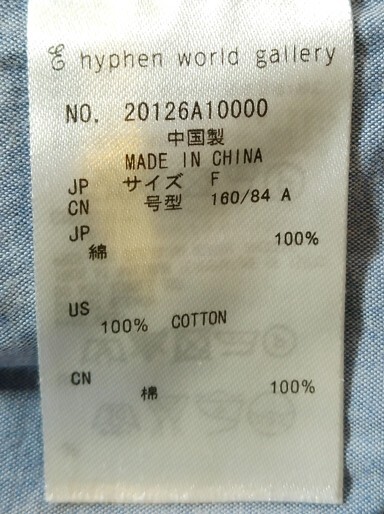 E hyphen world gallery
NO. 20126A10000
中国製
MADE IN CHINA
JP サイズ F
CN 号型 160/84 A
JP
綿 100%
US
100% COTTON
CN
棉 100%